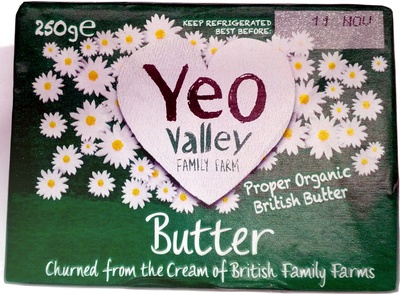 250g e
KEEP REFRIGERATED
BEST BEFORE:
11 NOV
Yeo
Valley
FAMILY FARM
Proper Organic
British Butter
Butter
Churned from the Cream of British Family Farms